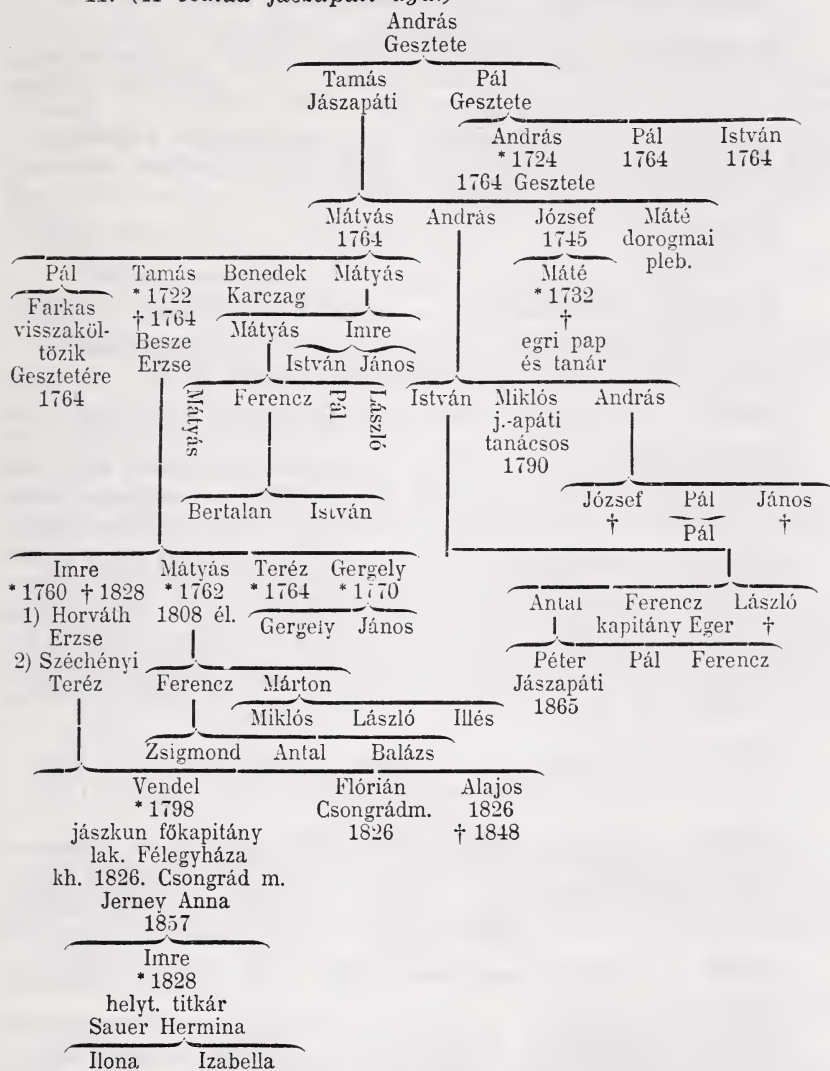 András
Gesztete
Tamás Pál
Jászapáti Gesztete
András Pál István
* 1724 1764 1764
1764 Gesztete
Mátyás András József Máté
1764 1745 dorogmai
pleb.
Pál Tamás Benedek Mátyás Máté
Farkas * 1722 Karczag * 1732
visszaköl- † 1764 Mátyás Imre †
tözik Besze egri pap
Gesztetére Erzse István János és tanár
1764
Mátyás Ferencz Pál László István Miklós András
j.-apáti
tanácsos
1790
Bertalan István József Pál János
† Pál †
Imre Mátyás Teréz Gergely
* 1760 † 1828 * 1762 * 1764 * 1770
1) Horváth 1808 él. Gergely János Antal Ferencz László
Erzse kapitány Eger †
2) Széchényi Péter Pál Ferencz
Teréz Ferencz Márton Jászapáti
Miklós László Illés 1865
Zsigmond Antal Balázs
Vendel Flórián Alajos
* 1798 Csongrádm. 1826
jászkun főkapitány 1826 † 1848
lak. Félegyháza
kh. 1826. Csongrád m.
Jerney Anna
1857
Imre
* 1828
helyt. titkár
Sauer Hermina
Ilona Izabella